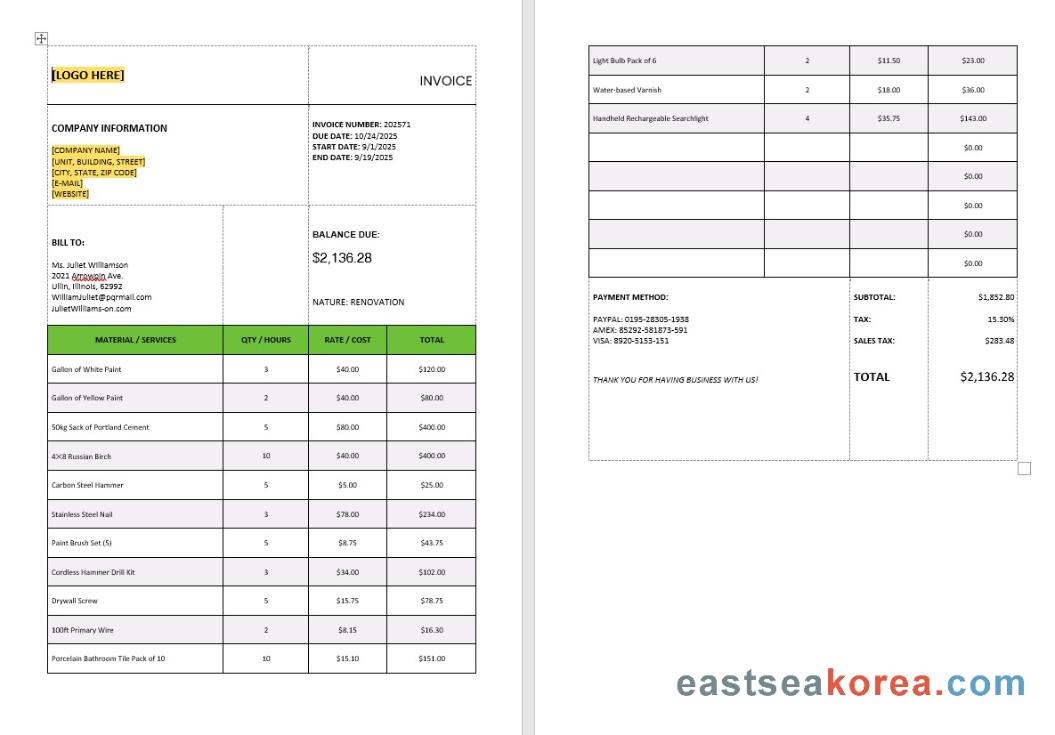 [LOGO HERE]
INVOICE
COMPANY INFORMATION
[COMPANY NAME]
[UNIT, BUILDING, STREET]
[CITY, STATE, ZIP CODE]
[E-MAIL]
[WEBSITE]
INVOICE NUMBER: 202571
DUE DATE: 10/24/2025
START DATE: 9/1/2025
END DATE: 9/19/2025
BILL TO:
Ms. Juliet Williamson
2021 Arrowpin Ave.
Ullin, Illinois, 62992
WilliamJuliet@pqrmail.com
JulietWilliams-on.com
BALANCE DUE:
$2,136.28
NATURE: RENOVATION
MATERIAL / SERVICES QTY / HOURS RATE / COST TOTAL
Gallon of White Paint 3 $40.00 $120.00
Gallon of Yellow Paint 2 $40.00 $80.00
50kg Sack of Portland Cement 5 $80.00 $400.00
4×8 Russian Birch 10 $40.00 $400.00
Carbon Steel Hammer 5 $5.00 $25.00
Stainless Steel Nail 3 $78.00 $234.00
Paint Brush Set (5) 5 $8.75 $43.75
Cordless Hammer Drill Kit 3 $34.00 $102.00
Drywall Screw 5 $15.75 $78.75
100ft Primary Wire 2 $8.15 $16.30
Porcelain Bathroom Tile Pack of 10 10 $15.10 $151.00
Light Bulb Pack of 6 2 $11.50 $23.00
Water-based Varnish 2 $18.00 $36.00
Handheld Rechargeable Searchlight 4 $35.75 $143.00
$0.00
$0.00
$0.00
$0.00
$0.00
PAYMENT METHOD:
PAYPAL: 0195-28305-1938
AMEX: 85292-581873-591
VISA: 8920-5153-151
THANK YOU FOR HAVING BUSINESS WITH US!
SUBTOTAL: $1,852.80
TAX: 15.30%
SALES TAX: $283.48
TOTAL $2,136.28
eastseakorea.com